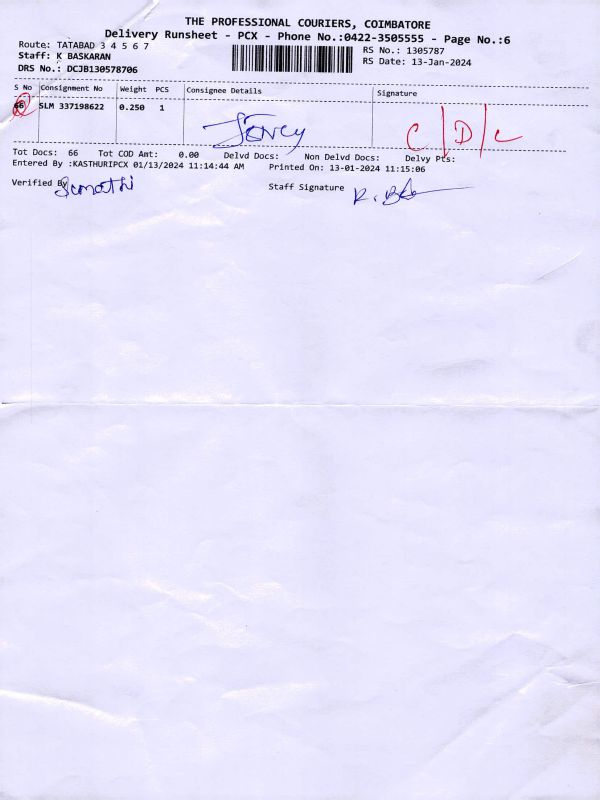 THE PROFESSIONAL COURIERS, COIMBATORE
Delivery Runsheet - PCX - Phone No.:0422-3505555 - Page No.:6
Route: TATABAD 3 4 5 6 7
RS No.: 1305787
Staff: K BASKARAN
RS Date: 13-Jan-2024
DRS No.: DCJB130578706
S No Consignment No Weight PCS Consignee Details Signature
66 SLM 337198622 0.250 1
C|D|L
Tot Docs: 66 Tot COD Amt: 0.00 Delvd Docs: Non Delvd Docs: Delvy Pts:
Entered By :KASTHURIPCX 01/13/2024 11:14:44 AM Printed On: 13-01-2024 11:15:06
Verified By Sumathi Staff Signature